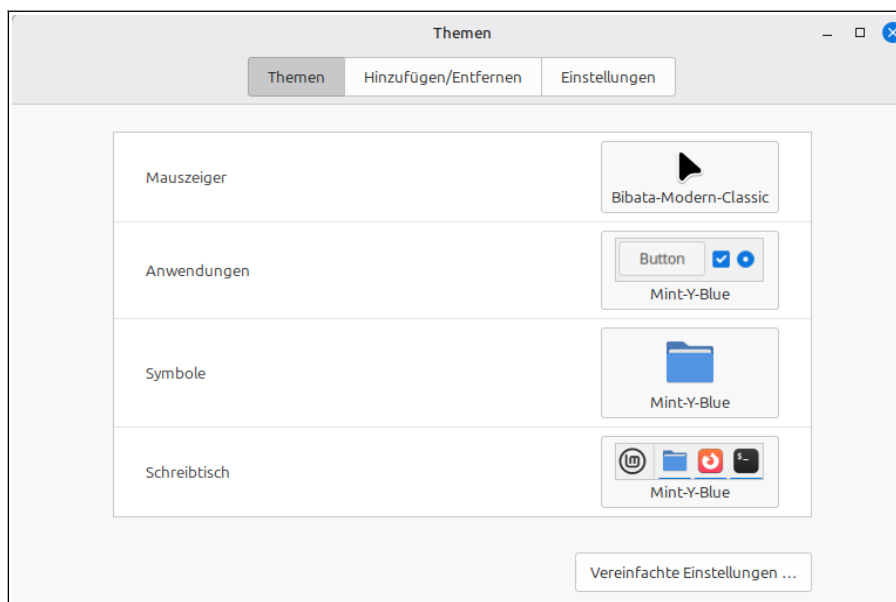 Themen
Themen Hinzufügen/Entfernen Einstellungen
Mauszeiger
Bibata-Modern-Classic
Anwendungen
Button
Mint-Y-Blue
Symbole
Mint-Y-Blue
Schreibtisch
lm $_
Mint-Y-Blue
Vereinfachte Einstellungen ...